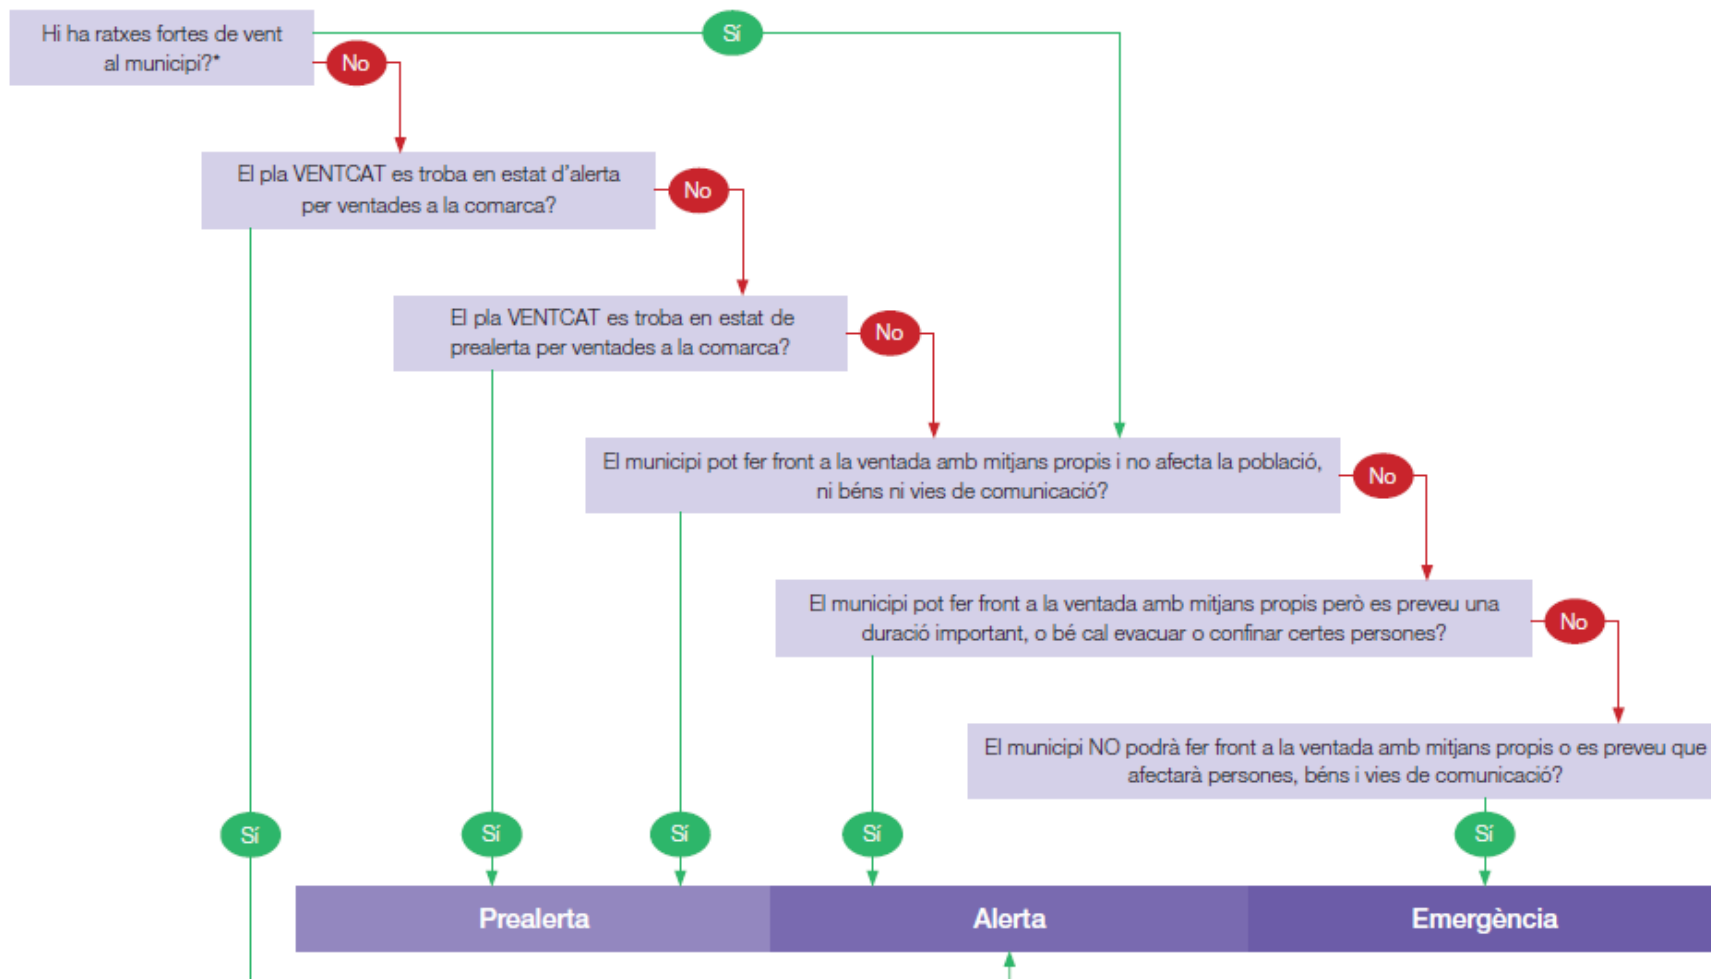 Hi ha ratxes fortes de vent
al municipi?*
Sí
No
El pla VENTCAT es troba en estat d'alerta
per ventades a la comarca?
No
El pla VENTCAT es troba en estat de
prealerta per ventades a la comarca?
No
El municipi pot fer front a la ventada amb mitjans propis i no afecta la població,
ni béns ni vies de comunicació?
No
El municipi pot fer front a la ventada amb mitjans propis però es preveu una
duració important, o bé cal evacuar o confinar certes persones?
No
El municipi NO podrà fer front a la ventada amb mitjans propis o es preveu que
afectarà persones, béns i vies de comunicació?
Sí
Sí
Sí
Sí
Sí
Prealerta
Alerta
Emergència